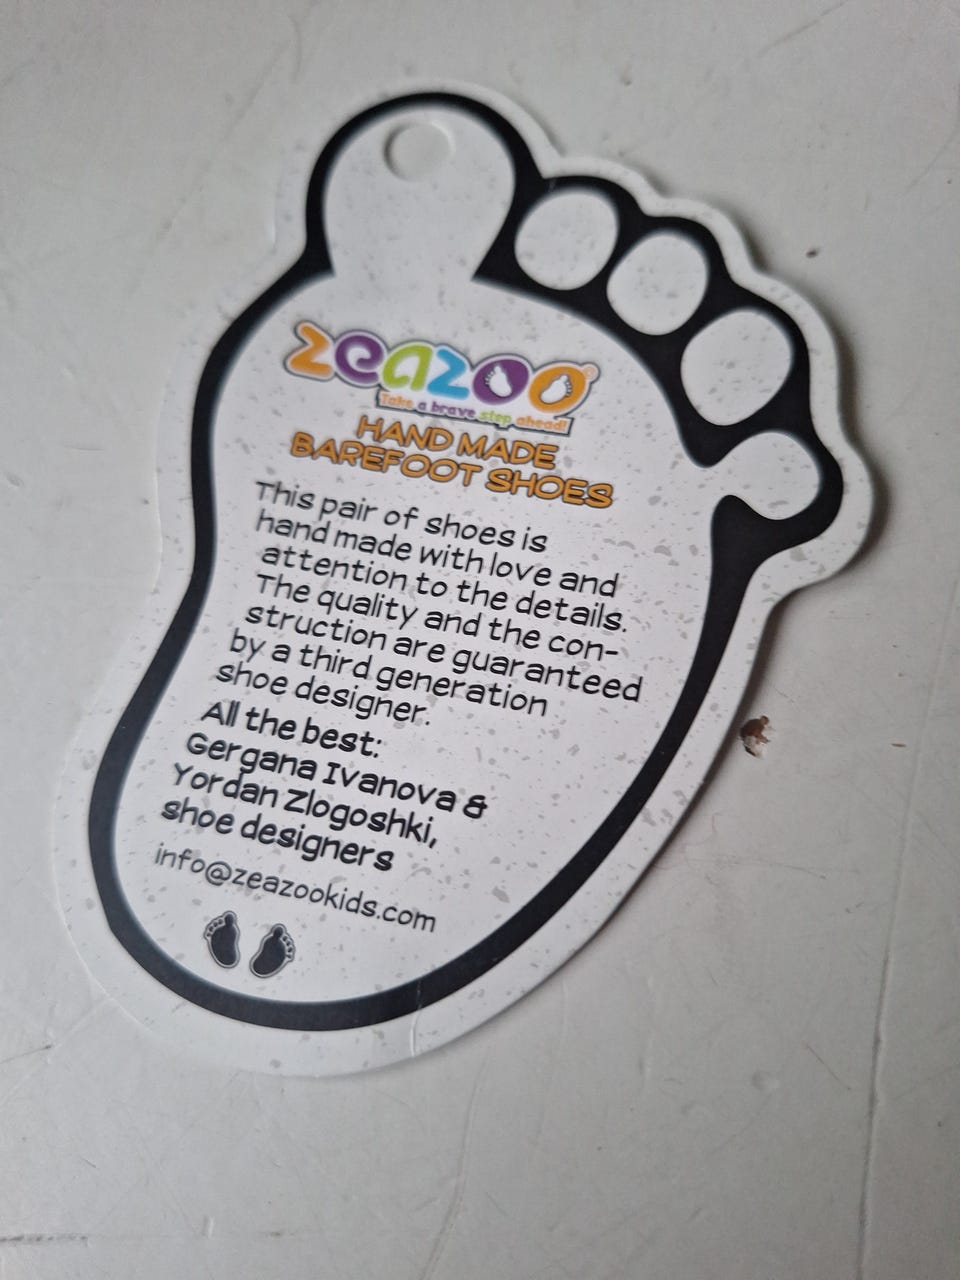 zeazoo
Take a brave step ahead!
HAND MADE
BAREFOOT SHOES
This pair of shoes is
hand made with love and
attention to the details.
The quality and the con-
struction are guaranteed
by a third generation
shoe designer.
All the best:
Gergana Ivanova &
Yordan Zlogoshki,
shoe designers
info@zeazookids.com